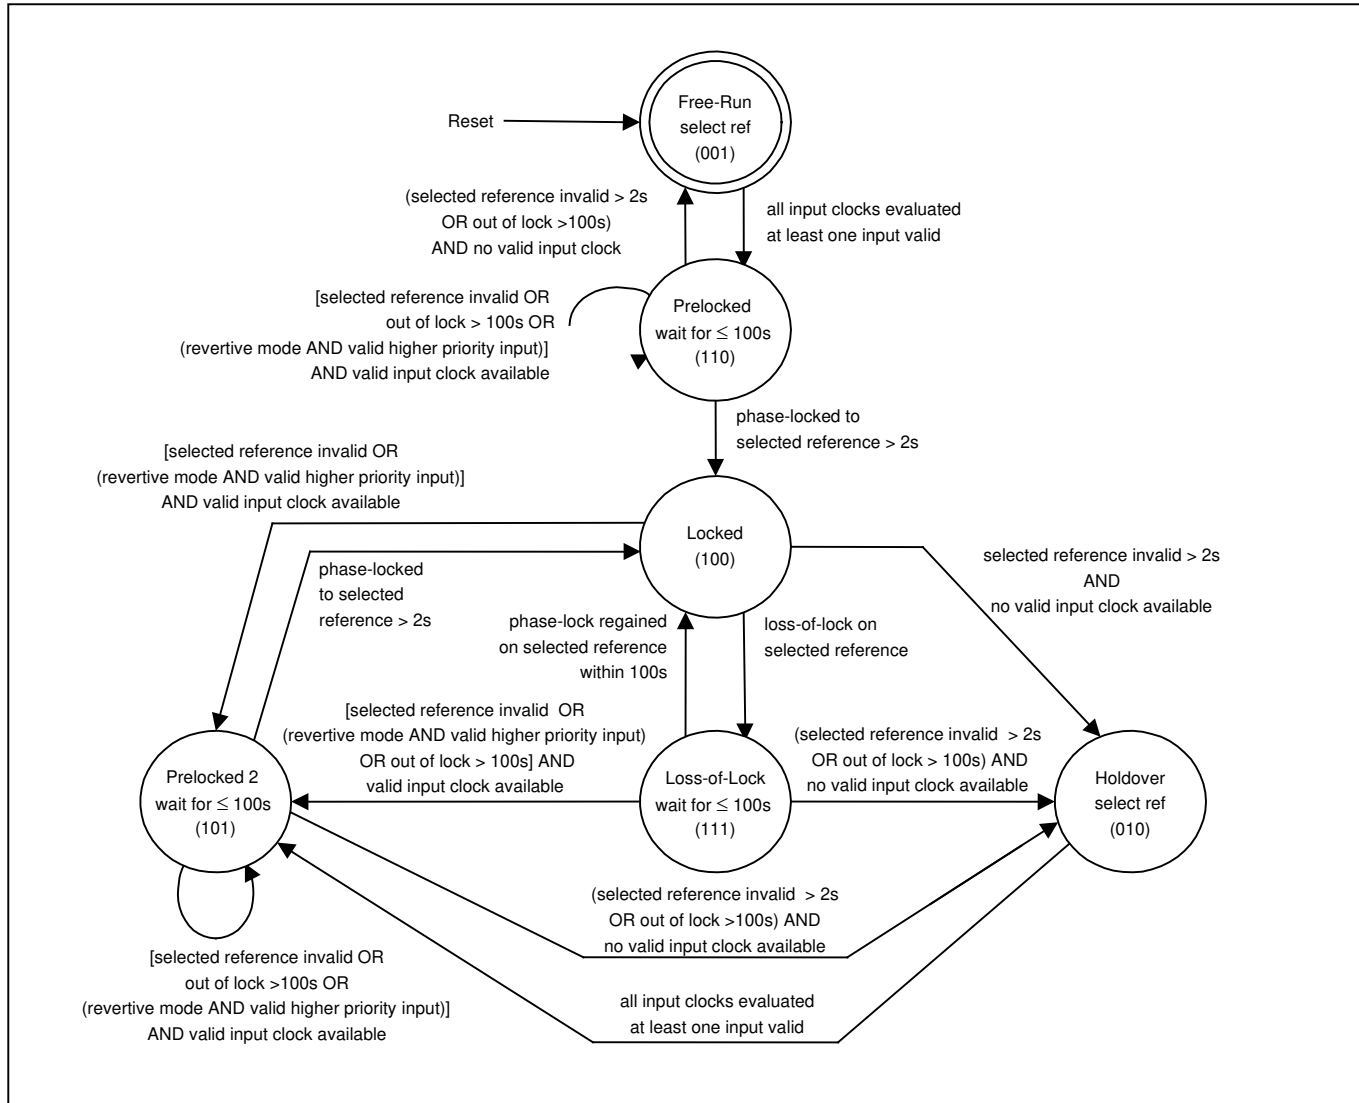 Free-Run
select ref
(001)
Reset
(selected reference invalid > 2s
OR out of lock >100s)
AND no valid input clock
all input clocks evaluated
at least one input valid
[selected reference invalid OR
out of lock > 100s OR
(revertive mode AND valid higher priority input)]
AND valid input clock available
Prelocked
wait for ≤ 100s
(110)
phase-locked to
selected reference > 2s
[selected reference invalid OR
(revertive mode AND valid higher priority input)]
AND valid input clock available
Locked
(100)
phase-locked
to selected
reference > 2s
selected reference invalid > 2s
AND
no valid input clock available
phase-lock regained
on selected reference
within 100s
loss-of-lock on
selected reference
[selected reference invalid OR
(revertive mode AND valid higher priority input)
OR out of lock > 100s] AND
valid input clock available
(selected reference invalid > 2s
OR out of lock > 100s) AND
no valid input clock available
Prelocked 2
wait for ≤ 100s
(101)
Loss-of-Lock
wait for ≤ 100s
(111)
Holdover
select ref
(010)
(selected reference invalid > 2s
OR out of lock >100s) AND
no valid input clock available
[selected reference invalid OR
out of lock >100s OR
(revertive mode AND valid higher priority input)]
AND valid input clock available
all input clocks evaluated
at least one input valid